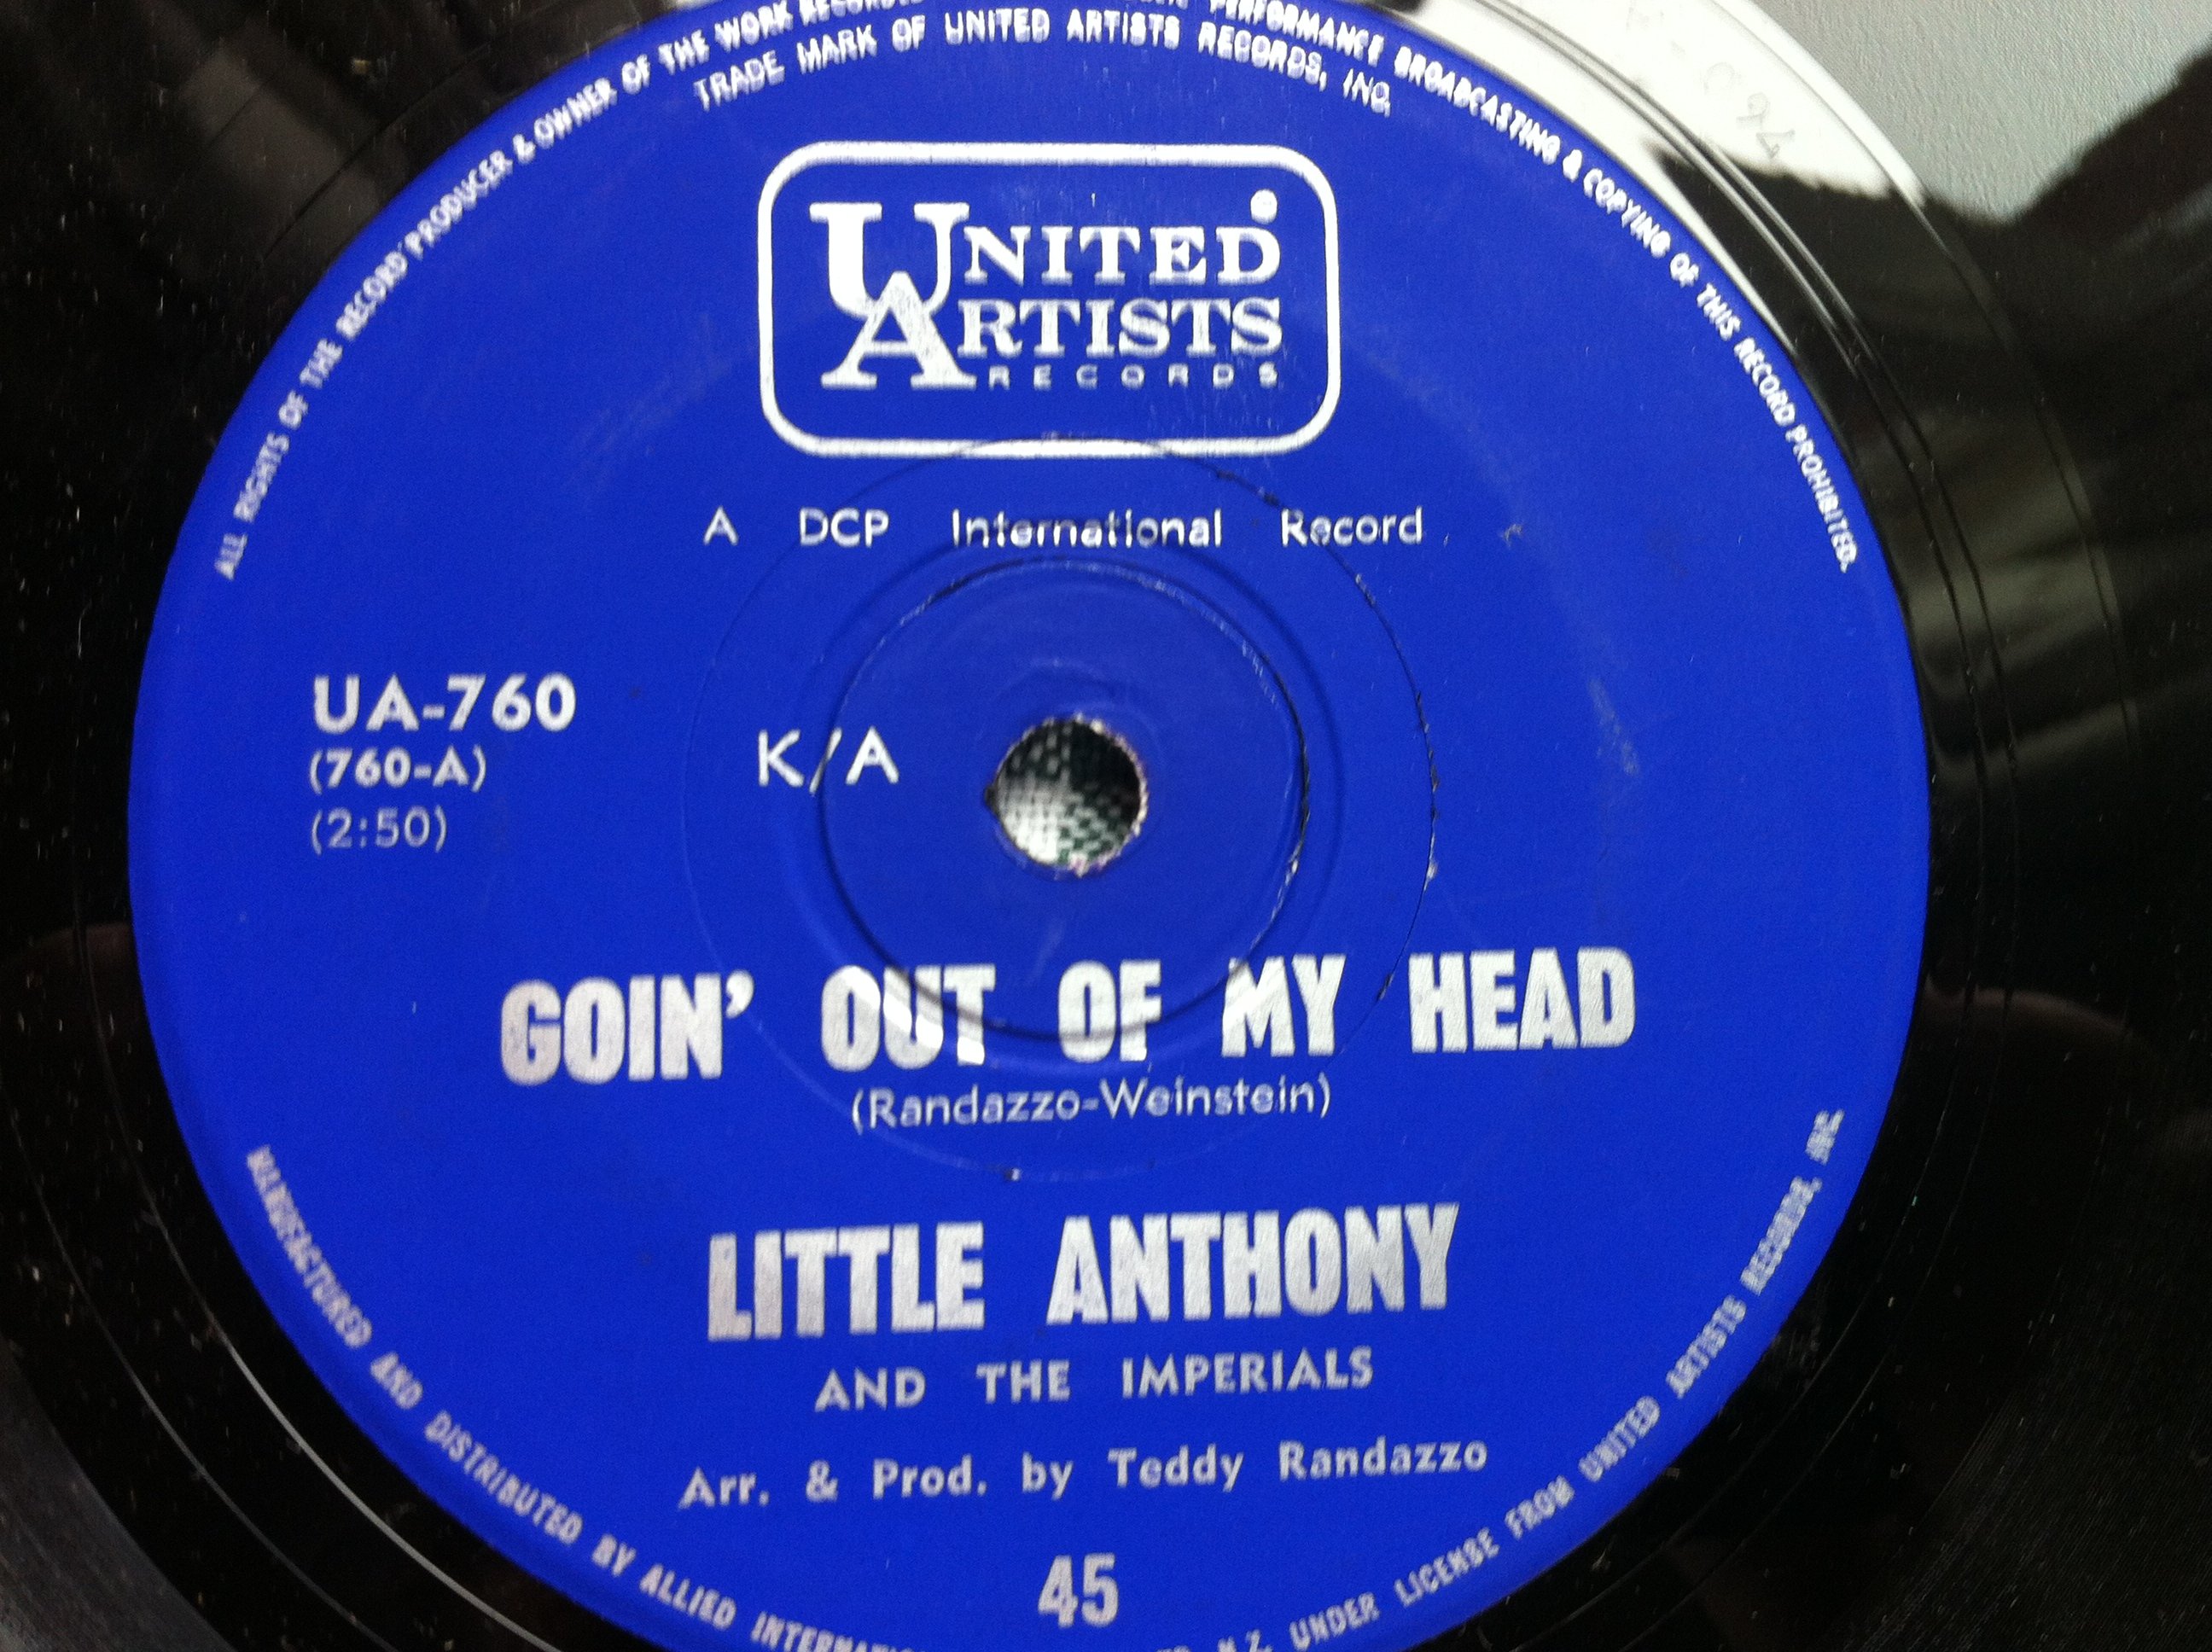 ALL RIGHTS OF THE RECORD PRODUCER & OWNER OF THE WORK PERFORMANCE BROADCASTING & COPYING OF THIS RECORD PROHIBITED.
TRADE MARK OF UNITED ARTISTS RECORDS, INC.
UNITED
ARTISTS
RECORDS
A DCP International Record
UA-760
(760-A)
(2:50)
K/A
GOIN' OUT OF MY HEAD
(Randazzo-Weinstein)
LITTLE ANTHONY
AND THE IMPERIALS
Arr. & Prod. by Teddy Randazzo
45
MANUFACTURED AND DISTRIBUTED BY ALLIED N.Z. UNDER LICENSE FROM UNITED ARTISTS RECORDS, INC.